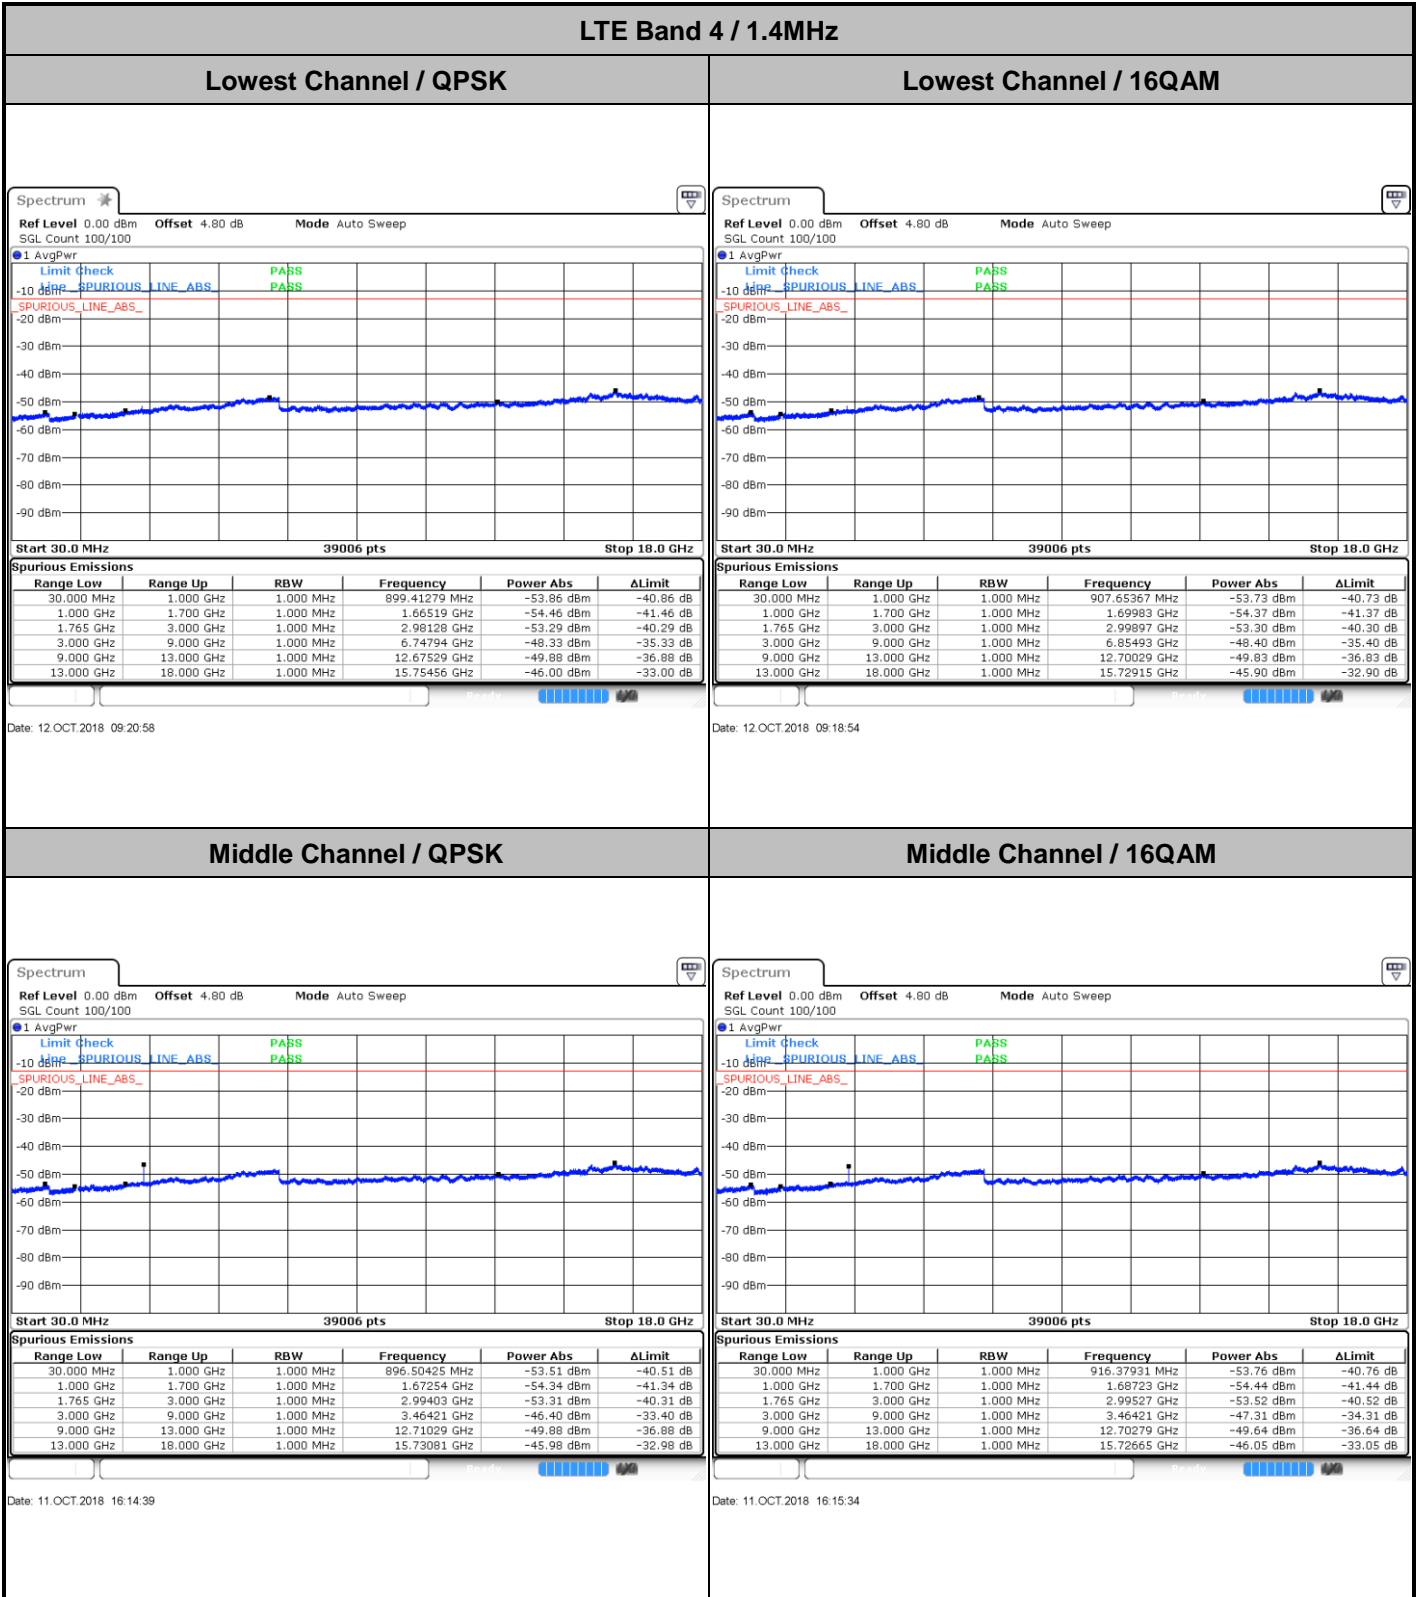 LTE Band 4 / 1.4MHz
Lowest Channel / QPSK
Lowest Channel / 16QAM
Spectrum
Ref Level 0.00 dBm Offset 4.80 dB Mode Auto Sweep
SGL Count 100/100
1 AvgPwr
Limit Check PASS
Line _SPURIOUS_LINE_ABS_ PASS
-10 dBm
_SPURIOUS_LINE_ABS_
-20 dBm
-30 dBm
-40 dBm
-50 dBm
-60 dBm
-70 dBm
-80 dBm
-90 dBm
Start 30.0 MHz 39006 pts Stop 18.0 GHz
Spurious Emissions
Range Low Range Up RBW Frequency Power Abs ΔLimit
30.000 MHz 1.000 GHz 1.000 MHz 899.41279 MHz -53.86 dBm -40.86 dB
1.000 GHz 1.700 GHz 1.000 MHz 1.66519 GHz -54.46 dBm -41.46 dB
1.765 GHz 3.000 GHz 1.000 MHz 2.98128 GHz -53.29 dBm -40.29 dB
3.000 GHz 9.000 GHz 1.000 MHz 6.74794 GHz -48.33 dBm -35.33 dB
9.000 GHz 13.000 GHz 1.000 MHz 12.67529 GHz -49.88 dBm -36.88 dB
13.000 GHz 18.000 GHz 1.000 MHz 15.75456 GHz -46.00 dBm -33.00 dB
Ready
Date: 12.OCT.2018 09:20:58
Spectrum
Ref Level 0.00 dBm Offset 4.80 dB Mode Auto Sweep
SGL Count 100/100
1 AvgPwr
Limit Check PASS
Line _SPURIOUS_LINE_ABS_ PASS
-10 dBm
_SPURIOUS_LINE_ABS_
-20 dBm
-30 dBm
-40 dBm
-50 dBm
-60 dBm
-70 dBm
-80 dBm
-90 dBm
Start 30.0 MHz 39006 pts Stop 18.0 GHz
Spurious Emissions
Range Low Range Up RBW Frequency Power Abs ΔLimit
30.000 MHz 1.000 GHz 1.000 MHz 907.65367 MHz -53.73 dBm -40.73 dB
1.000 GHz 1.700 GHz 1.000 MHz 1.69983 GHz -54.37 dBm -41.37 dB
1.765 GHz 3.000 GHz 1.000 MHz 2.99897 GHz -53.30 dBm -40.30 dB
3.000 GHz 9.000 GHz 1.000 MHz 6.85493 GHz -48.40 dBm -35.40 dB
9.000 GHz 13.000 GHz 1.000 MHz 12.70029 GHz -49.83 dBm -36.83 dB
13.000 GHz 18.000 GHz 1.000 MHz 15.72915 GHz -45.90 dBm -32.90 dB
Ready
Date: 12.OCT.2018 09:18:54
Middle Channel / QPSK
Middle Channel / 16QAM
Spectrum
Ref Level 0.00 dBm Offset 4.80 dB Mode Auto Sweep
SGL Count 100/100
1 AvgPwr
Limit Check PASS
Line _SPURIOUS_LINE_ABS_ PASS
-10 dBm
_SPURIOUS_LINE_ABS_
-20 dBm
-30 dBm
-40 dBm
-50 dBm
-60 dBm
-70 dBm
-80 dBm
-90 dBm
Start 30.0 MHz 39006 pts Stop 18.0 GHz
Spurious Emissions
Range Low Range Up RBW Frequency Power Abs ΔLimit
30.000 MHz 1.000 GHz 1.000 MHz 896.50425 MHz -53.51 dBm -40.51 dB
1.000 GHz 1.700 GHz 1.000 MHz 1.67254 GHz -54.34 dBm -41.34 dB
1.765 GHz 3.000 GHz 1.000 MHz 2.99403 GHz -53.31 dBm -40.31 dB
3.000 GHz 9.000 GHz 1.000 MHz 3.46421 GHz -46.40 dBm -33.40 dB
9.000 GHz 13.000 GHz 1.000 MHz 12.71029 GHz -49.88 dBm -36.88 dB
13.000 GHz 18.000 GHz 1.000 MHz 15.73081 GHz -45.98 dBm -32.98 dB
Ready
Date: 11.OCT.2018 16:14:39
Spectrum
Ref Level 0.00 dBm Offset 4.80 dB Mode Auto Sweep
SGL Count 100/100
1 AvgPwr
Limit Check PASS
Line _SPURIOUS_LINE_ABS_ PASS
-10 dBm
_SPURIOUS_LINE_ABS_
-20 dBm
-30 dBm
-40 dBm
-50 dBm
-60 dBm
-70 dBm
-80 dBm
-90 dBm
Start 30.0 MHz 39006 pts Stop 18.0 GHz
Spurious Emissions
Range Low Range Up RBW Frequency Power Abs ΔLimit
30.000 MHz 1.000 GHz 1.000 MHz 916.37931 MHz -53.76 dBm -40.76 dB
1.000 GHz 1.700 GHz 1.000 MHz 1.68723 GHz -54.44 dBm -41.44 dB
1.765 GHz 3.000 GHz 1.000 MHz 2.99527 GHz -53.52 dBm -40.52 dB
3.000 GHz 9.000 GHz 1.000 MHz 3.46421 GHz -47.31 dBm -34.31 dB
9.000 GHz 13.000 GHz 1.000 MHz 12.70279 GHz -49.64 dBm -36.64 dB
13.000 GHz 18.000 GHz 1.000 MHz 15.72665 GHz -46.05 dBm -33.05 dB
Ready
Date: 11.OCT.2018 16:15:34